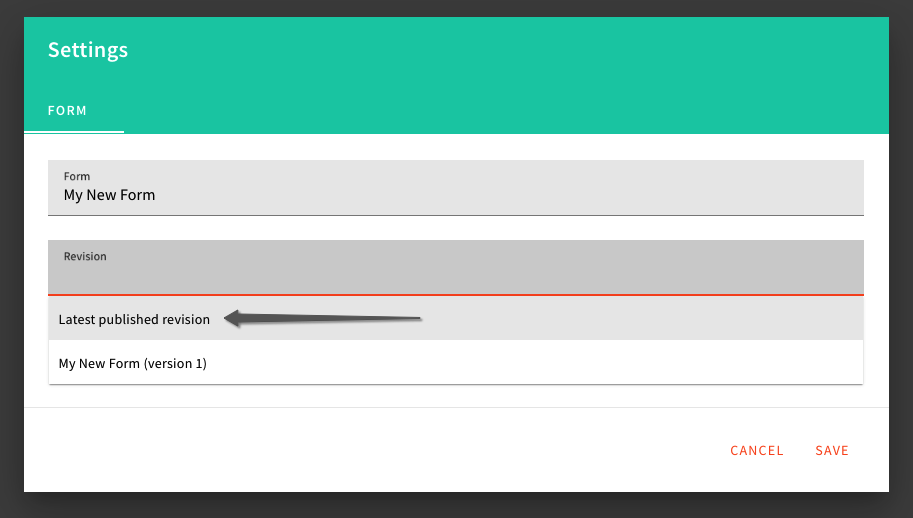 Settings
FORM
Form
My New Form
Revision
Latest published revision
My New Form (version 1)
CANCEL SAVE